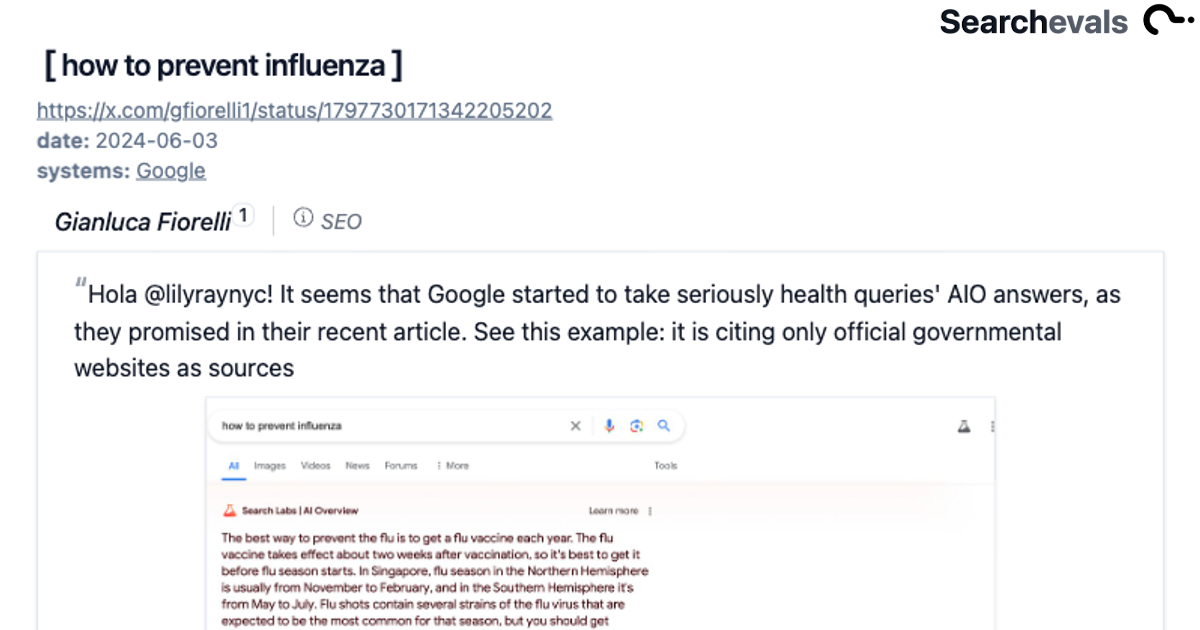 Searchevals
[ how to prevent influenza ]
https://x.com/gfiorelli1/status/1797730171342205202
date: 2024-06-03
systems: Google
Gianluca Fiorelli 1 SEO
"Hola @lilyraynyc! It seems that Google started to take seriously health queries' AIO answers, as
they promised in their recent article. See this example: it is citing only official governmental
websites as sources
how to prevent influenza
All Images Videos News Forums More Tools
Search Labs | AI Overview Learn more
The best way to prevent the flu is to get a flu vaccine each year. The flu
vaccine takes effect about two weeks after vaccination, so it's best to get it
before flu season starts. In Singapore, flu season in the Northern Hemisphere
is usually from November to February, and in the Southern Hemisphere it's
from May to July. Flu shots contain several strains of the flu virus that are
expected to be the most common for that season, but you should get